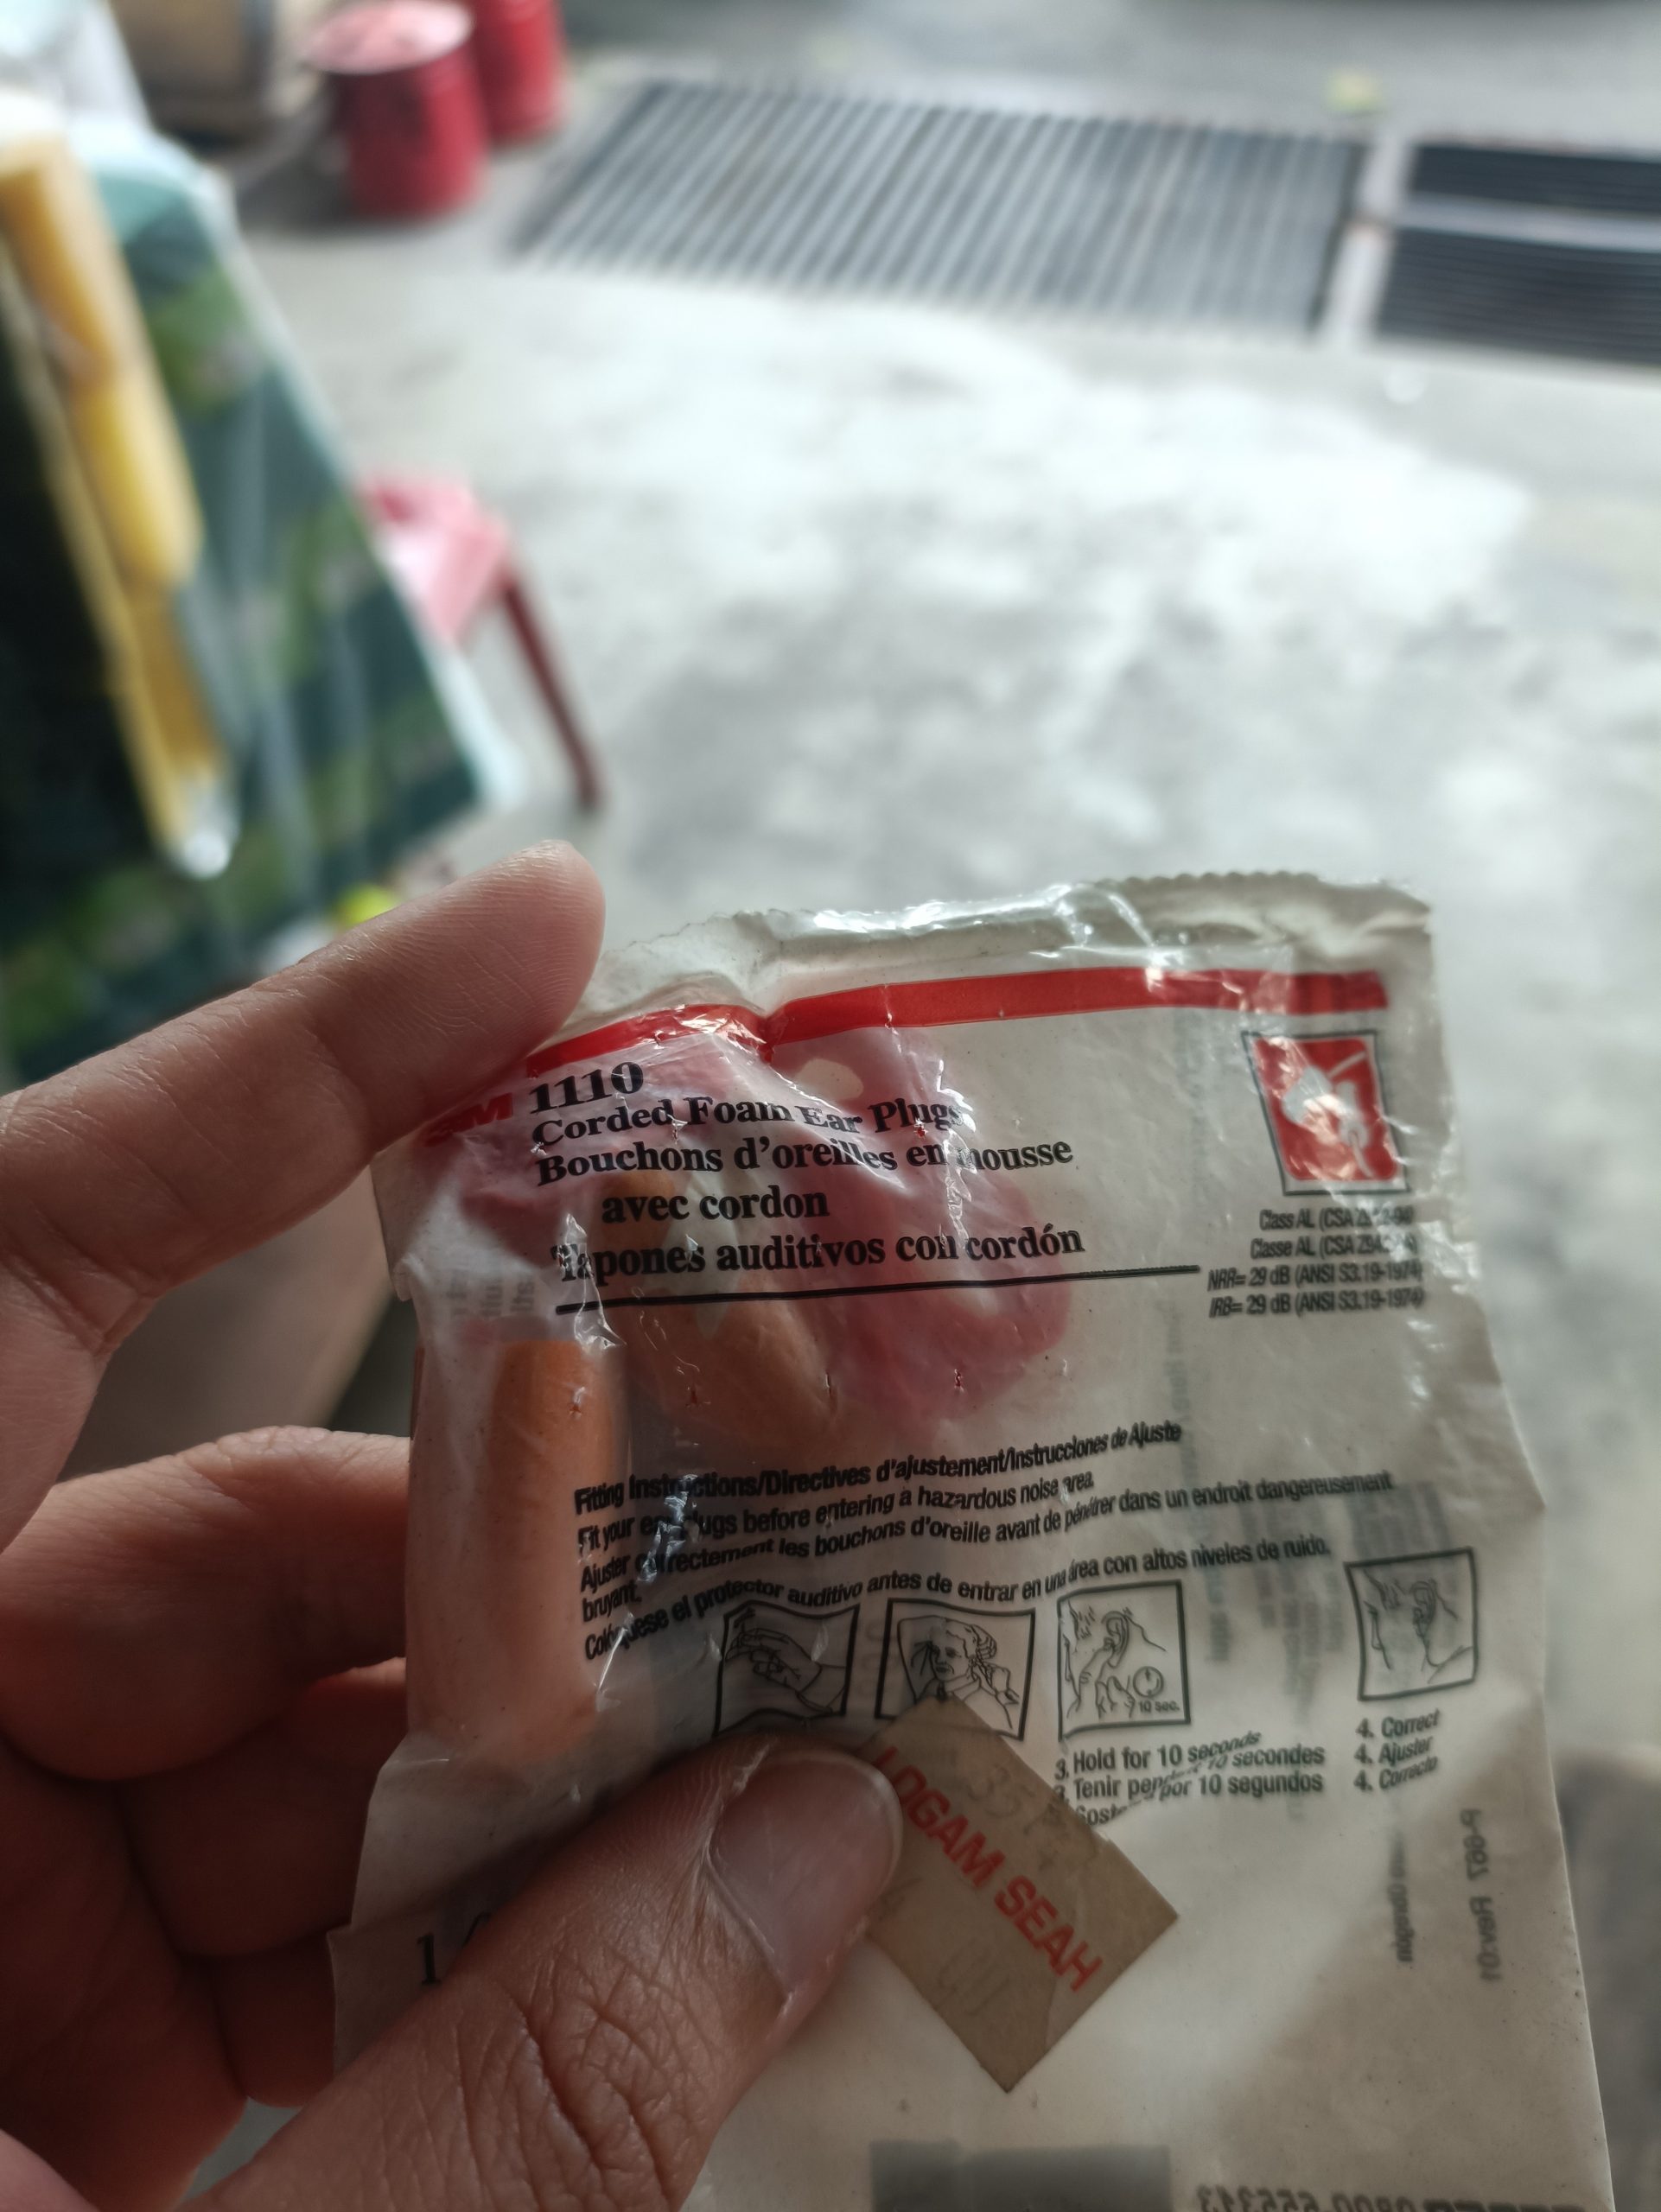 3M 1110
Corded Foam Ear Plugs
Bouchons d'oreilles en mousse
avec cordon
Tapones auditivos con cordón
Class AL (CSA
Classe AL (CSA
NRR= 29 dB (ANSI S3.19-1974)
IRB= 29 dB (ANSI S3.19-1974)
Fitting Instructions/Directives d'ajustement/Instrucciones de Ajuste
Fit your ear plugs before entering a hazardous noise area
Ajuster correctement les bouchons d'oreille avant de pénétrer dans un endroit dangereusement
bruyant.
Colóquese el protector auditivo antes de entrar en una área con altos niveles de ruido.
10 sec.
3. Hold for 10 seconds
Tenir 10 secondes
por 10 segundos
4. Correct
4. Ajuster
4. Correcto
LOGAM SEAH